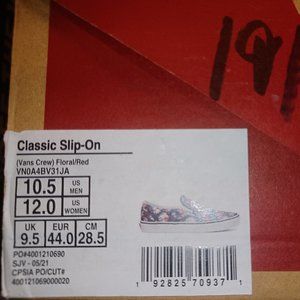 191
Classic Slip-On
(Vans Crew) Floral/Red
VN0A4BV31JA
10.5 US MEN
12.0 US WOMEN
UK EUR CM
9.5 44.0 28.5
PO#4001210690
SJV - 05/21
CPSIA PO/CUT#
400121069000020
1 92825 70937 1